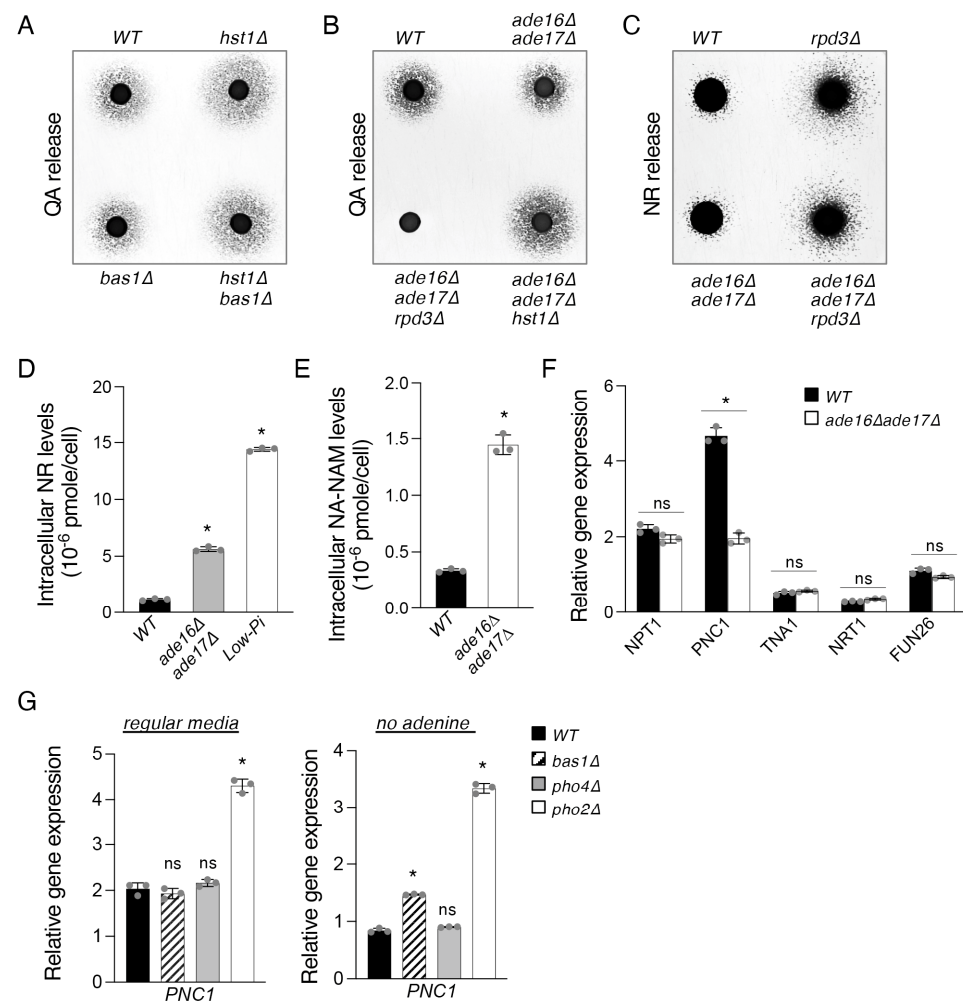 A
WT
hst1Δ
QA release
bas1Δ
hst1Δ
bas1Δ
B
WT
ade16Δ
ade17Δ
QA release
ade16Δ
ade17Δ
rpd3Δ
ade16Δ
ade17Δ
hst1Δ
C
WT
rpd3Δ
NR release
ade16Δ
ade17Δ
ade16Δ
ade17Δ
rpd3Δ
D
Intracellular NR levels
(10-6 pmole/cell)
20
15
10
5
0
*
*
WT
ade16Δ
ade17Δ
Low-Pi
E
Intracellular NA-NAM levels
(10-6 pmole/cell)
2.0
1.5
1.0
0.5
0.0
*
WT
ade16Δ
ade17Δ
F
Relative gene expression
6
4
2
0
ns
*
ns
ns
ns
NPT1
PNC1
TNA1
NRT1
FUN26
WT
ade16Δade17Δ
G
regular media
Relative gene expression
5
4
3
2
1
0
ns
ns
*
PNC1
no adenine
Relative gene expression
4
3
2
1
0
*
ns
*
PNC1
WT
bas1Δ
pho4Δ
pho2Δ